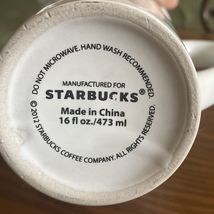 DO NOT MICROWAVE. HAND WASH RECOMMENDED.
MANUFACTURED FOR
STARBUCKS®
Made in China
16 fl oz./473 ml
© 2012 STARBUCKS COFFEE COMPANY. ALL RIGHTS